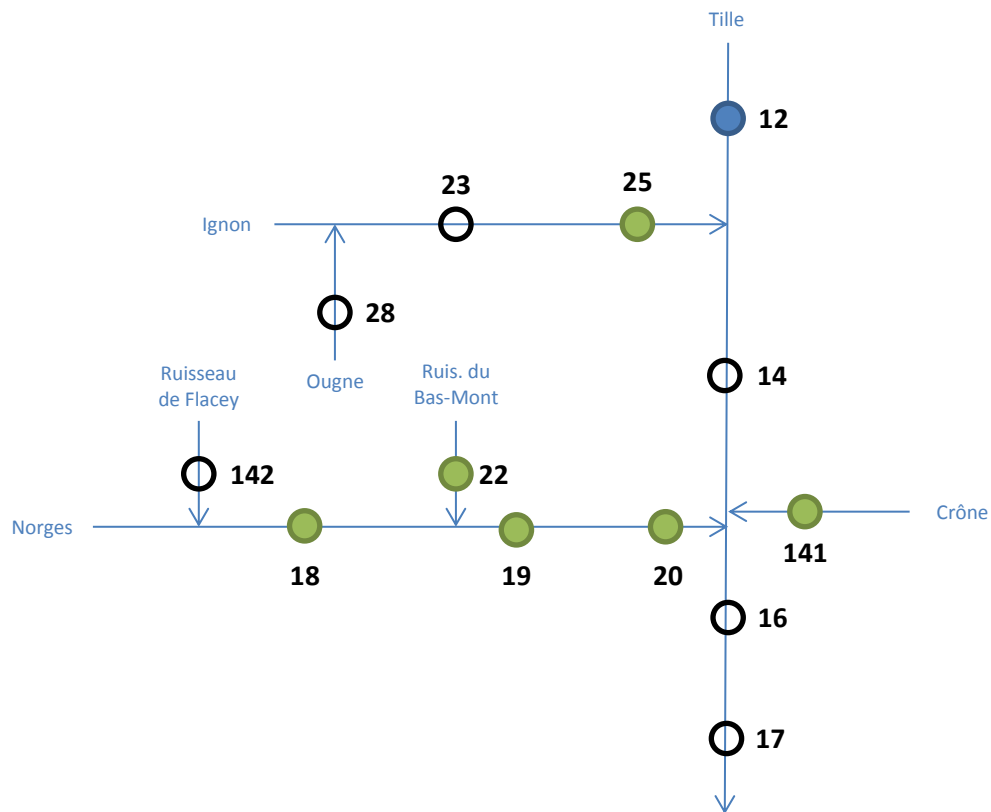 Tille
12
23
25
Ignon
28
Ruisseau
de Flacey
Ougne
Ruis. du
Bas-Mont
14
142
22
Norges
Crône
18
19
20
141
16
17